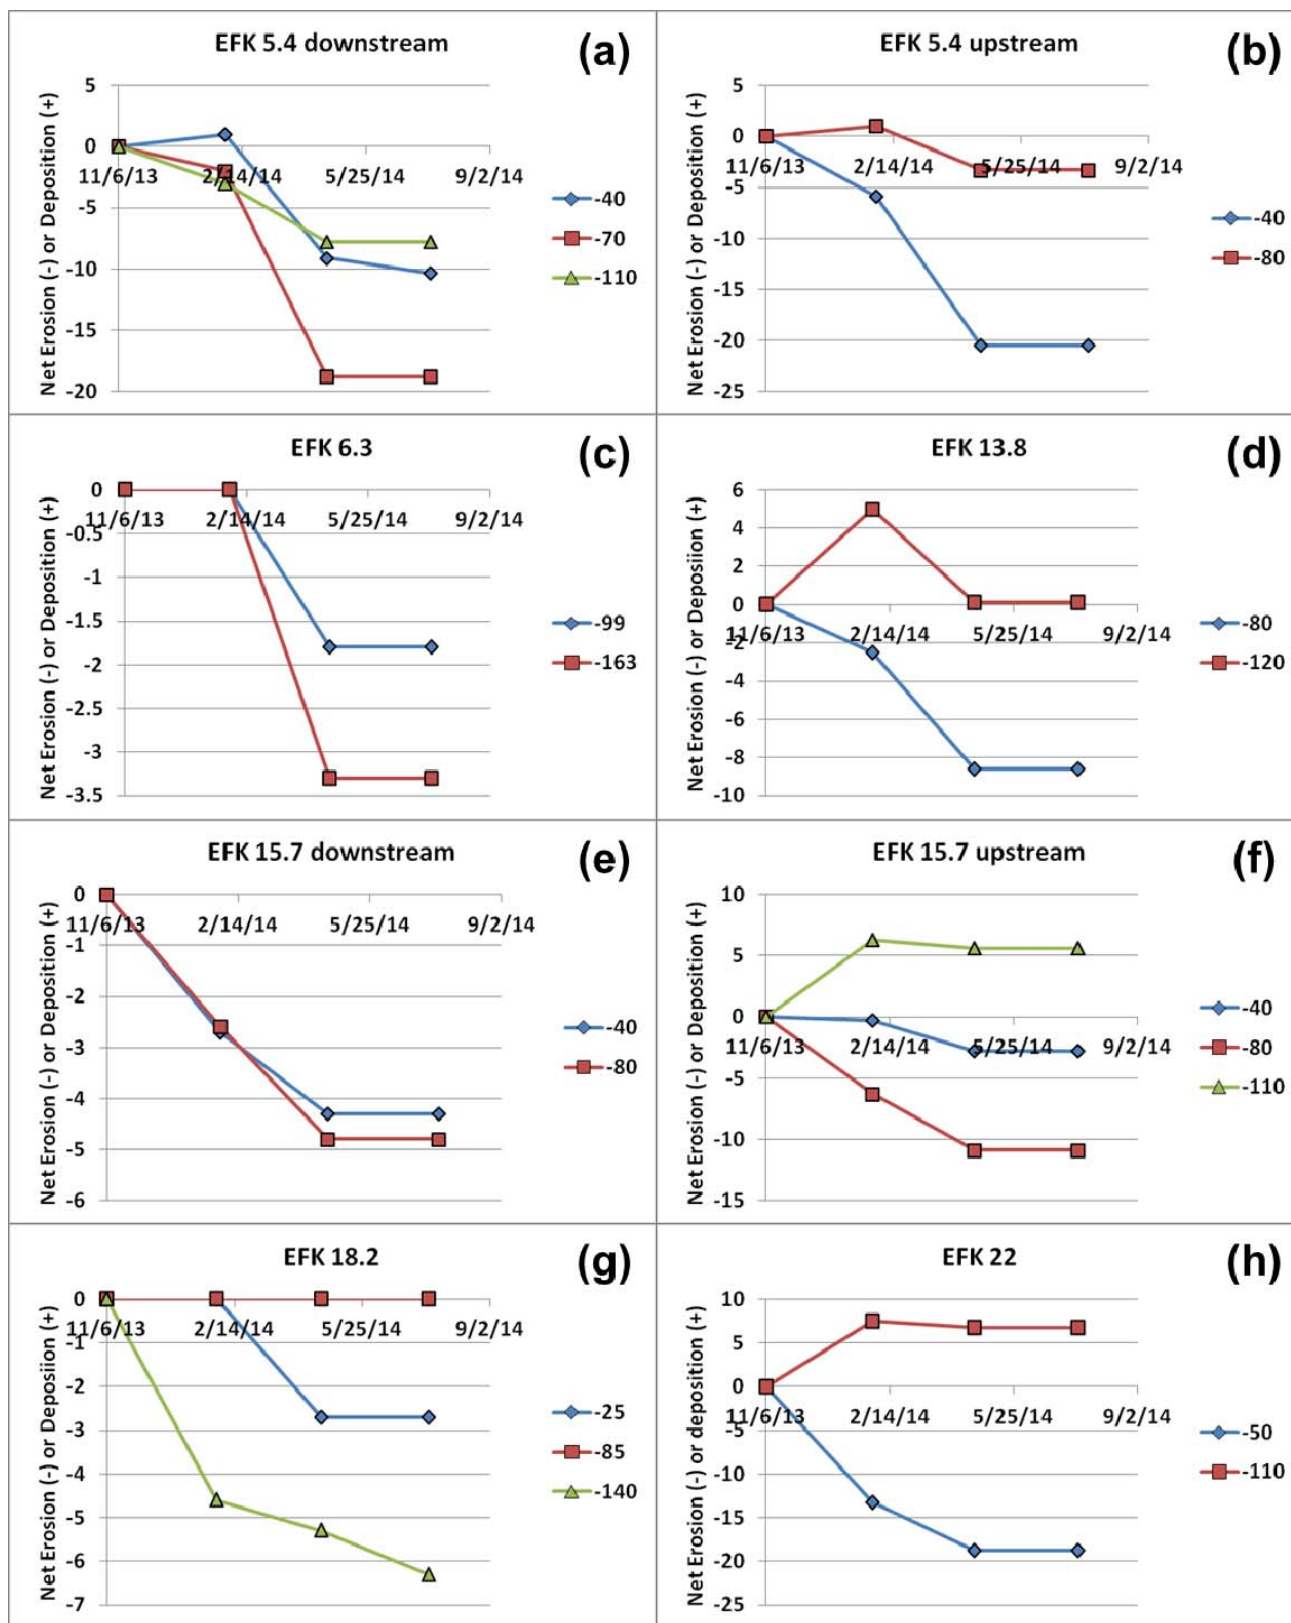 EFK 5.4 downstream
(a)
Net Erosion (-) or Deposition (+)
5
0
-5
-10
-15
-20
11/6/13 2/14/14 5/25/14 9/2/14
-40
-70
-110
EFK 5.4 upstream
(b)
Net Erosion (-) or Deposition (+)
5
0
-5
-10
-15
-20
-25
11/6/13 2/14/14 5/25/14 9/2/14
-40
-80
EFK 6.3
(c)
Net Erosion (-) or Deposition (+)
0
-0.5
-1
-1.5
-2
-2.5
-3
-3.5
11/6/13 2/14/14 5/25/14 9/2/14
-99
-163
EFK 13.8
(d)
Net Erosion (-) or Deposiion (+)
6
4
2
0
-2
-4
-6
-8
-10
11/6/13 2/14/14 5/25/14 9/2/14
-80
-120
EFK 15.7 downstream
(e)
Net Erosion (-) or Deposition (+)
0
-1
-2
-3
-4
-5
-6
11/6/13 2/14/14 5/25/14 9/2/14
-40
-80
EFK 15.7 upstream
(f)
Net Erosion (-) or Deposition (+)
10
5
0
-5
-10
-15
11/6/13 2/14/14 5/25/14 9/2/14
-40
-80
-110
EFK 18.2
(g)
Net Erosion (-) or Deposiion (+)
0
-1
-2
-3
-4
-5
-6
-7
11/6/13 2/14/14 5/25/14 9/2/14
-25
-85
-140
EFK 22
(h)
Net Erosion (-) or deposition (+)
10
5
0
-5
-10
-15
-20
-25
11/6/13 2/14/14 5/25/14 9/2/14
-50
-110